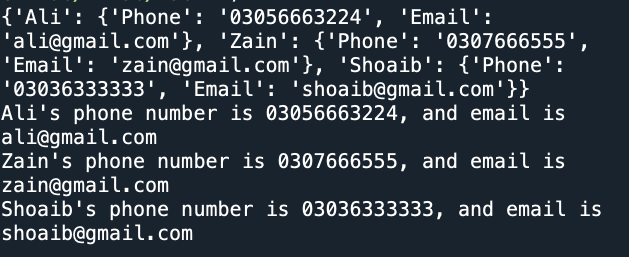 {'Ali': {'Phone': '03056663224', 'Email':
'ali@gmail.com'}, 'Zain': {'Phone': '0307666555',
'Email': 'zain@gmail.com'}, 'Shoaib': {'Phone':
'03036333333', 'Email': 'shoaib@gmail.com'}}
Ali's phone number is 03056663224, and email is
ali@gmail.com
Zain's phone number is 0307666555, and email is
zain@gmail.com
Shoaib's phone number is 03036333333, and email is
shoaib@gmail.com